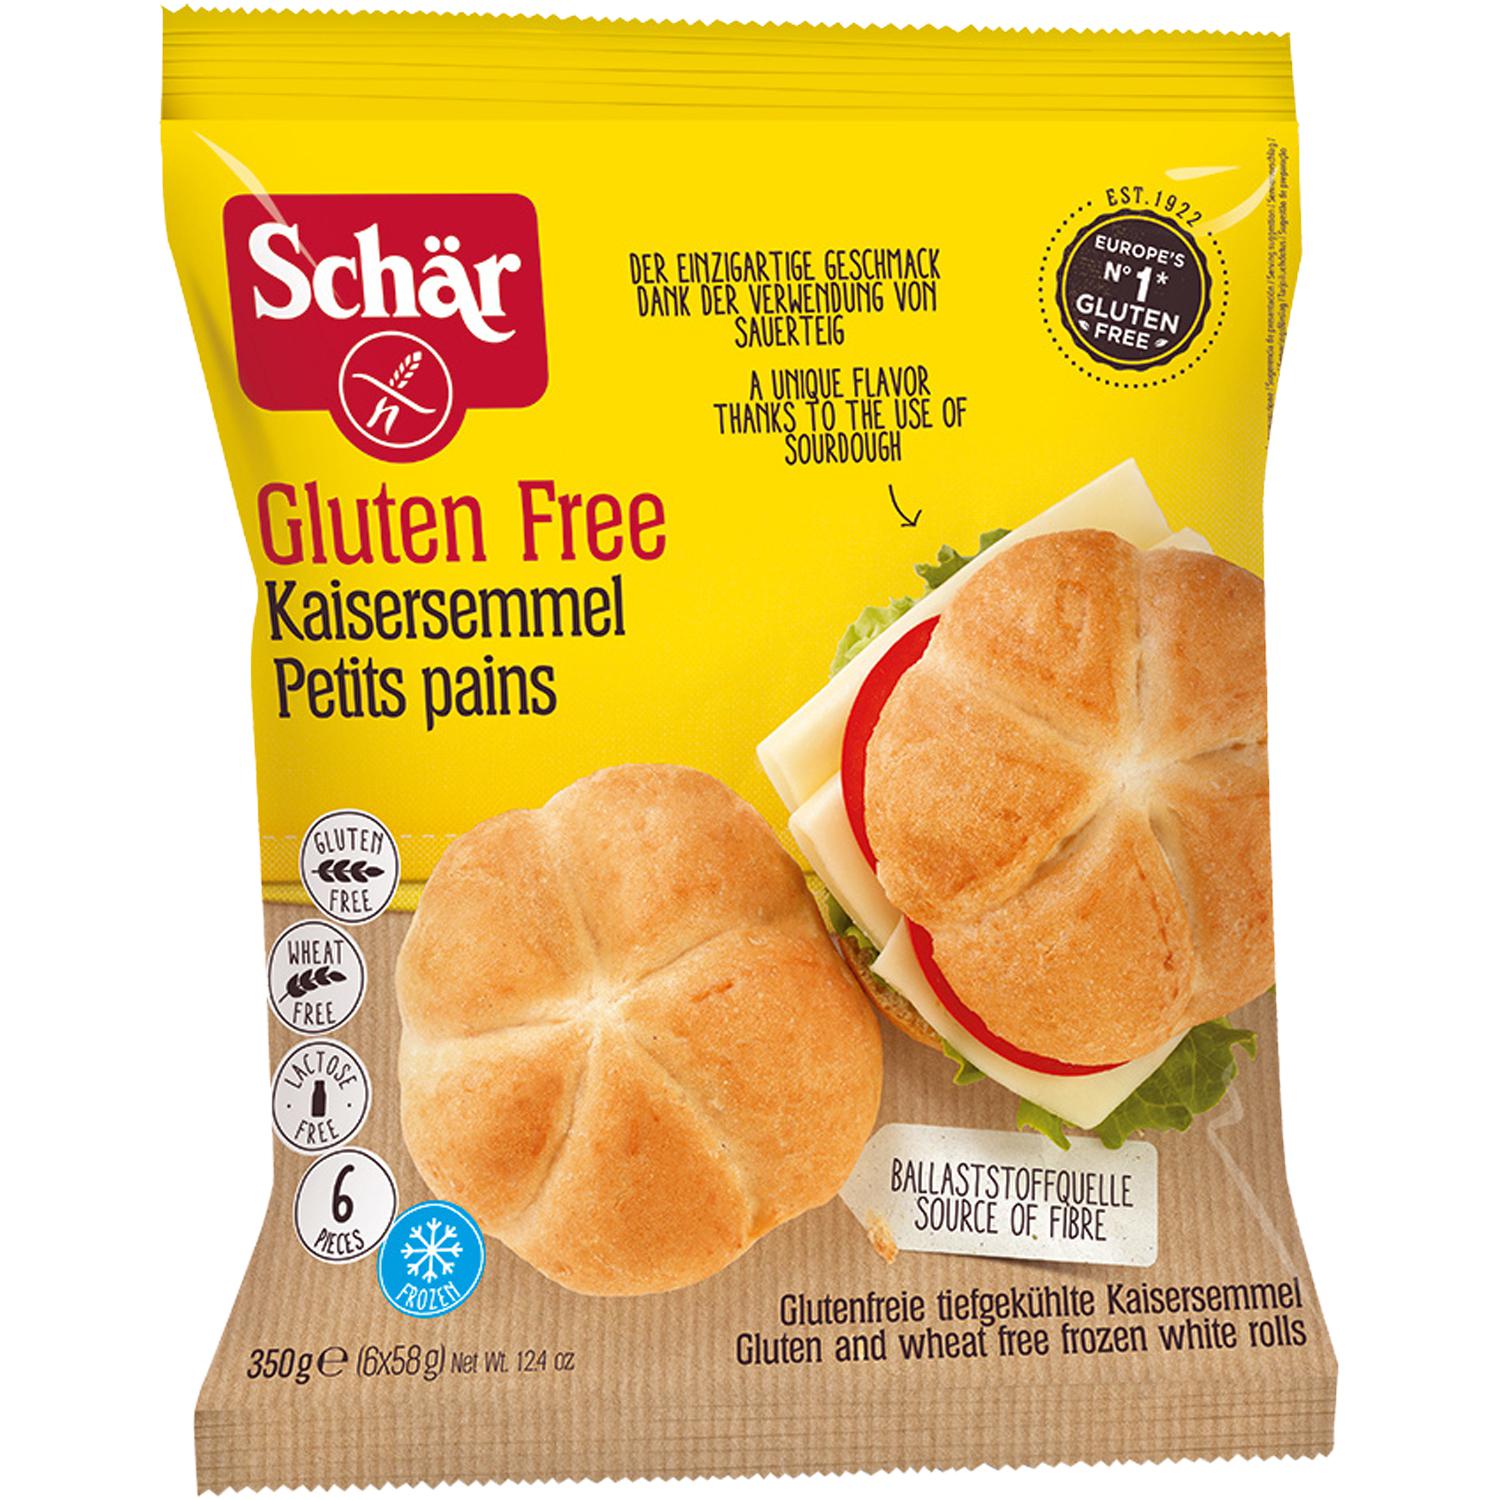 Schär
EST. 1922
EUROPE'S
N° 1*
GLUTEN
FREE
DER EINZIGARTIGE GESCHMACK
DANK DER VERWENDUNG VON
SAUERTEIG
A UNIQUE FLAVOR
THANKS TO THE USE OF
SOURDOUGH
Gluten Free
Kaisersemmel
Petits pains
GLUTEN
FREE
WHEAT
FREE
LACTOSE
FREE
6
PIECES
FROZEN
BALLASTSTOFFQUELLE
SOURCE OF FIBRE
Glutenfreie tiefgekühlte Kaisersemmel
Gluten and wheat free frozen white rolls
350g e (6x58g) Net Wt. 12.4 oz